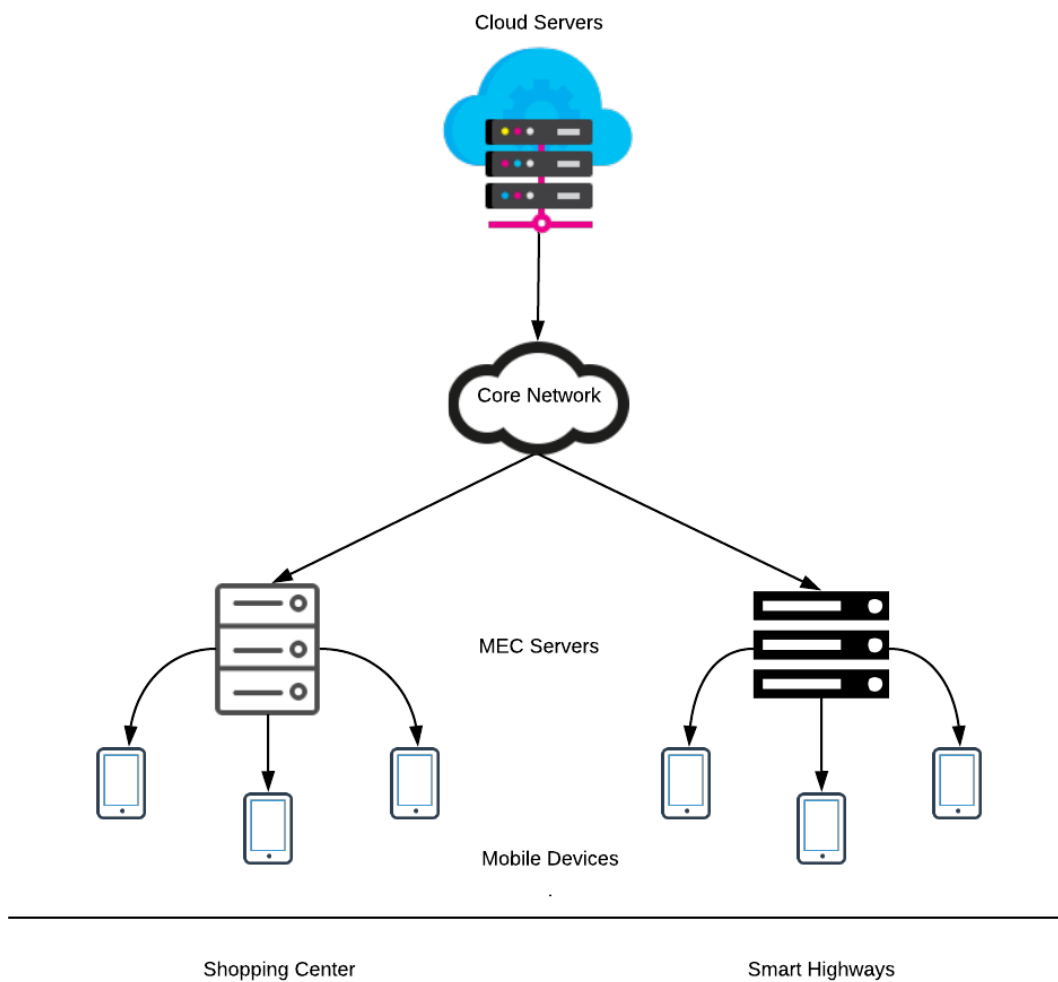 Cloud Servers
Core Network
MEC Servers
Mobile Devices
.
Shopping Center
Smart Highways